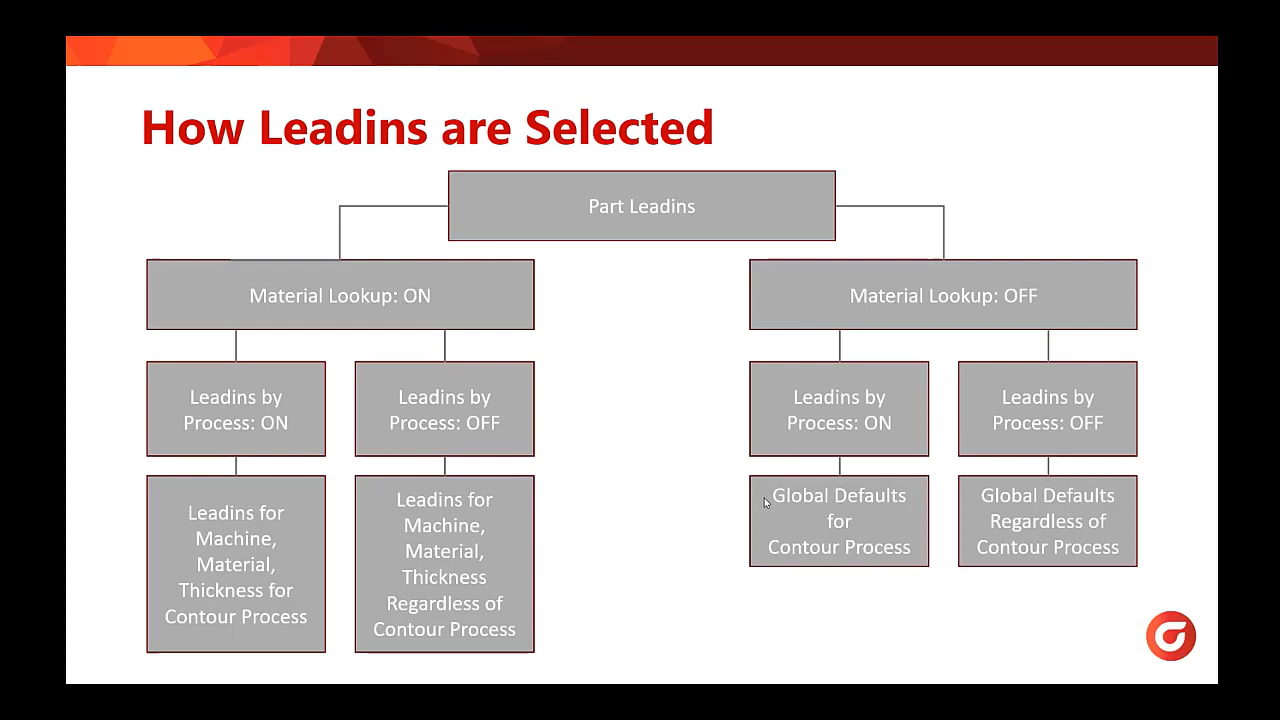 How Leadins are Selected
Part Leadins
Material Lookup: ON
Material Lookup: OFF
Leadins by
Process: ON
Leadins by
Process: OFF
Leadins by
Process: ON
Leadins by
Process: OFF
Leadins for
Machine,
Material,
Thickness for
Contour Process
Leadins for
Machine,
Material,
Thickness
Regardless of
Contour Process
Global Defaults
for
Contour Process
Global Defaults
Regardless of
Contour Process